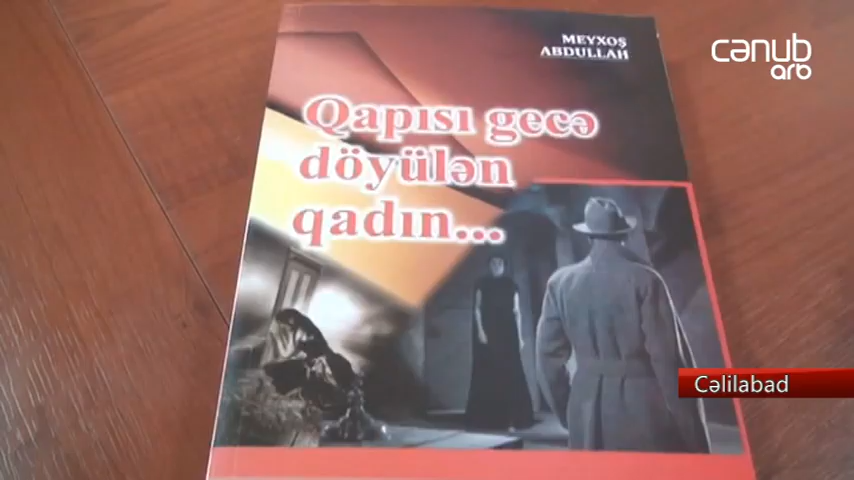 MEYXOŞ
ABDULLAH
Qapısı gecə
döyülən
qadın...
cənub
arb
Cəlilabad